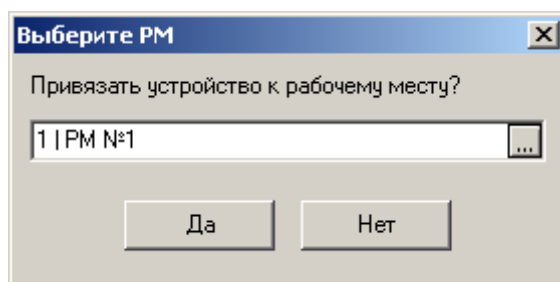 Выберите РМ
Привязать устройство к рабочему месту?
1 | РМ №1
...
Да
Нет